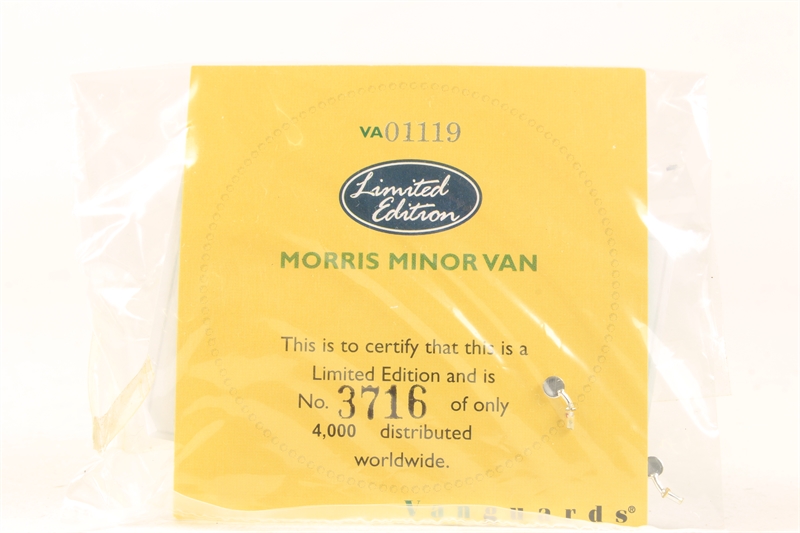 VA01119
Limited
Edition
MORRIS MINOR VAN
This is to certify that this is a
Limited Edition and is
No. 3716 of only
4,000 distributed
worldwide.
Vanguards®